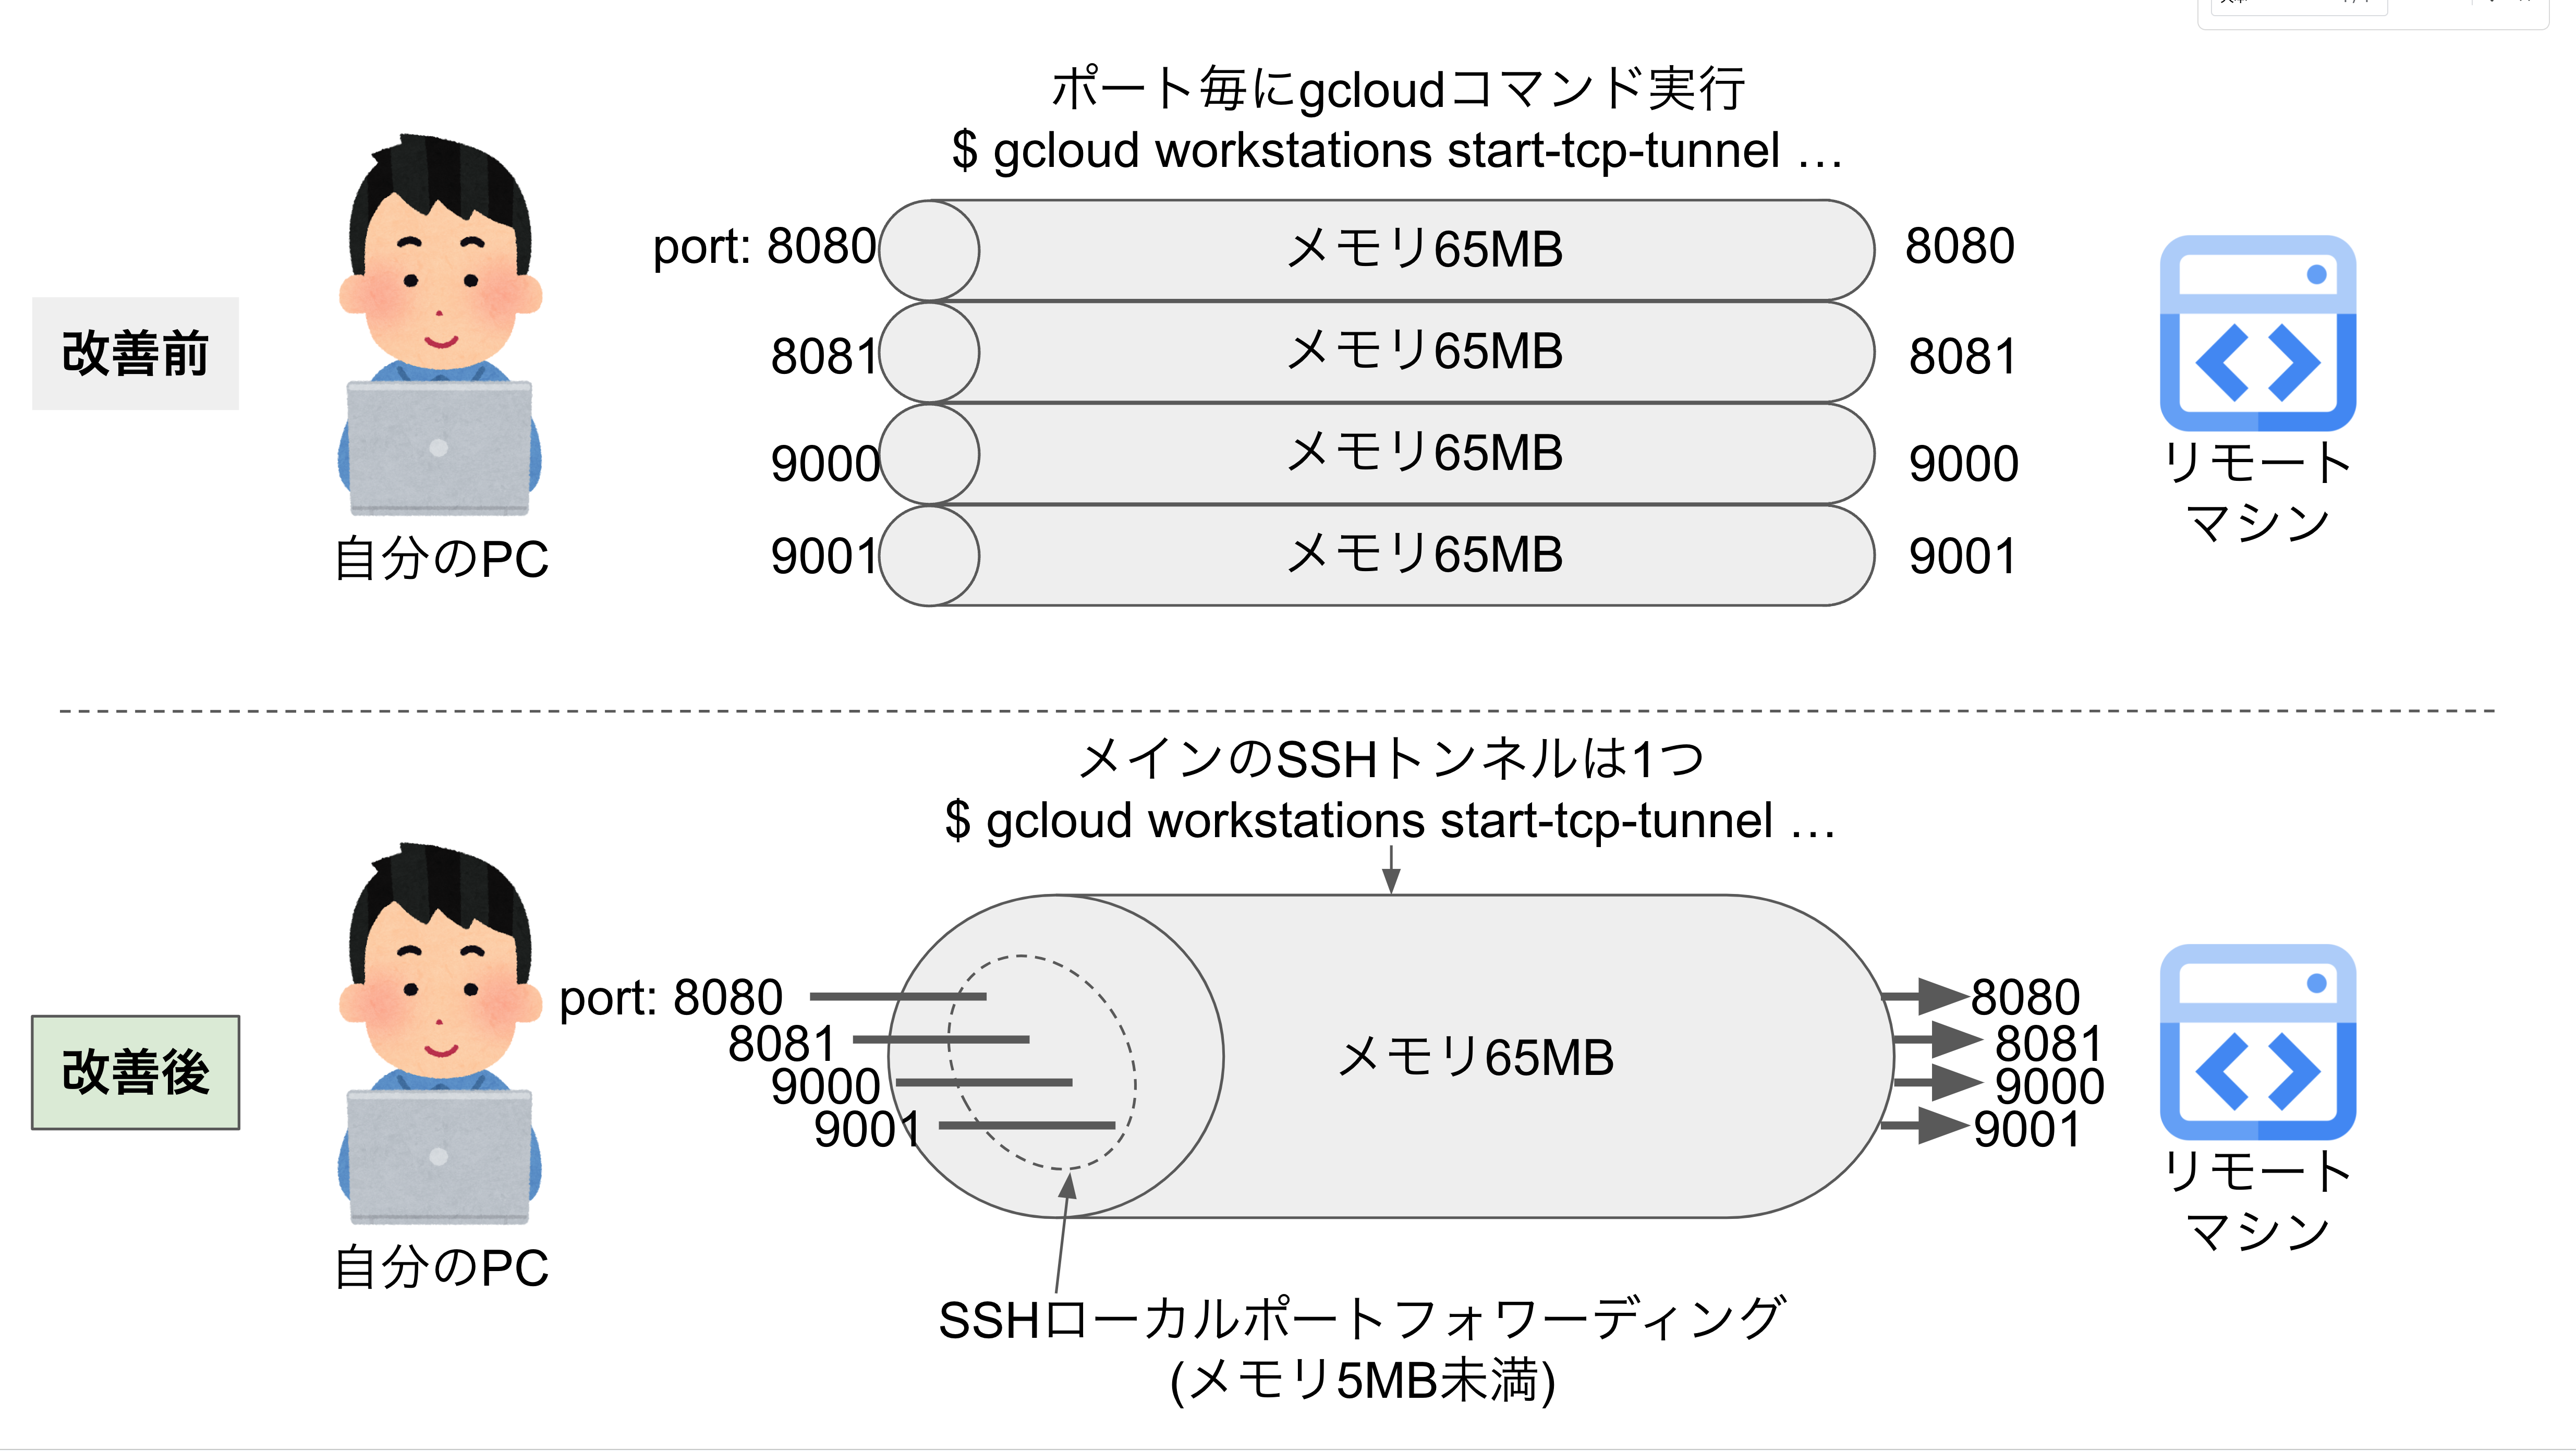 ポート毎にgcloudコマンド実行
$ gcloud workstations start-tcp-tunnel …
改善前
自分のPC
port: 8080
メモリ65MB
8080
8081
メモリ65MB
8081
9000
メモリ65MB
9000
9001
メモリ65MB
9001
リモート
マシン
メインのSSHトンネルは1つ
$ gcloud workstations start-tcp-tunnel …
改善後
自分のPC
port: 8080
8081
9000
9001
メモリ65MB
8080
8081
9000
9001
リモート
マシン
SSHローカルポートフォワーディング
(メモリ5MB未満)